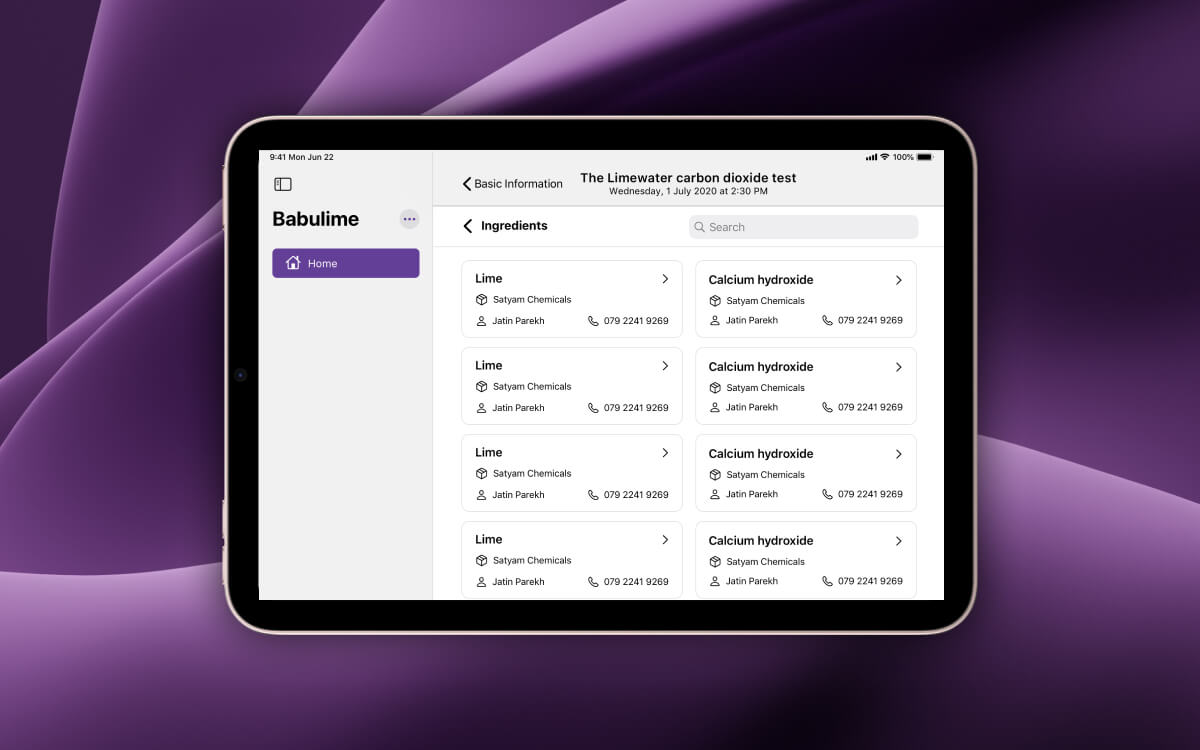 9:41 Mon Jun 22
100%
Babulime
Home
Basic Information
The Limewater carbon dioxide test
Wednesday, 1 July 2020 at 2:30 PM
Ingredients
Search
Lime
Satyam Chemicals
Jatin Parekh 079 2241 9269
Calcium hydroxide
Satyam Chemicals
Jatin Parekh 079 2241 9269
Lime
Satyam Chemicals
Jatin Parekh 079 2241 9269
Calcium hydroxide
Satyam Chemicals
Jatin Parekh 079 2241 9269
Lime
Satyam Chemicals
Jatin Parekh 079 2241 9269
Calcium hydroxide
Satyam Chemicals
Jatin Parekh 079 2241 9269
Lime
Satyam Chemicals
Jatin Parekh 079 2241 9269
Calcium hydroxide
Satyam Chemicals
Jatin Parekh 079 2241 9269